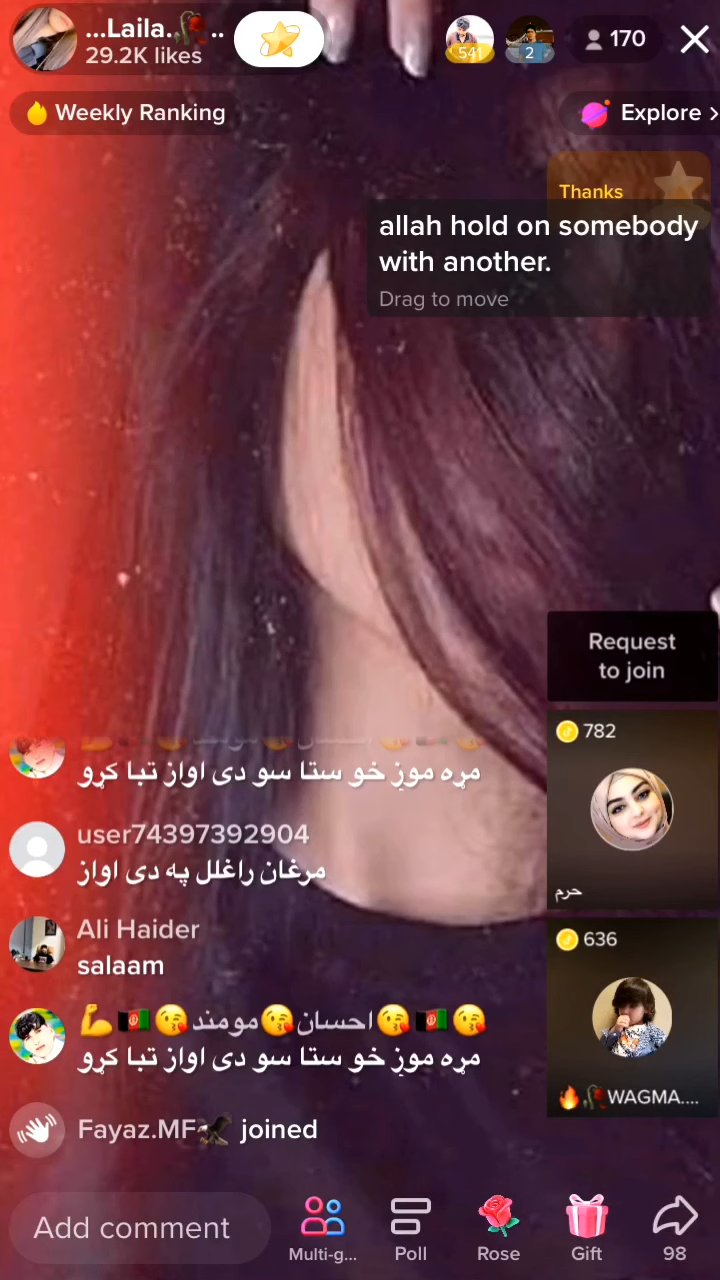 ...Laila.🥀..
29.2K likes
541
2
170
Weekly Ranking
Explore >
Thanks
allah hold on somebody
with another.
Drag to move
Request
to join
782
حرم
636
🔥🥀WAGMA....
مړه موږ خو ستا سو دی اواز تبا کړو
user74397392904
مرغان راغلل په دی اواز
Ali Haider
salaam
💪🇦🇫😘احسان😘مومند😘🇦🇫😘
مړه موږ خو ستا سو دی اواز تبا کړو
Fayaz.MF🦅 joined
Add comment
Multi-g...
Poll
Rose
Gift
98